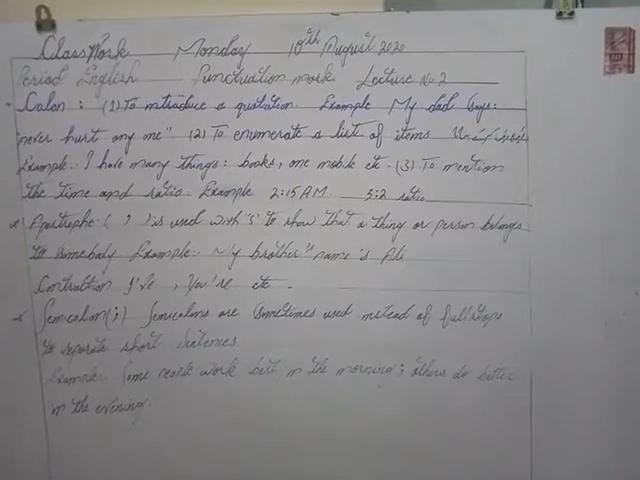 ClassWork Monday 10th August 2020
Period English Punctuation mark Lecture No. 2
Colon : (1) To introduce a quotation. Example My dad says:
"never hurt any one" (2) To enumerate a list of items
Example. I have many things: books, one mobile etc. (3) To mention
the time and ratio. Example 2:15 AM. 3:2 ratio
Apostrophe ( , ) is used with 's' to show that a thing or person belongs
to somebody Example: My brother's name's Ali
Contraction I've , You're etc.
Semicolon (;) Semicolons are sometimes used instead of full stops
to separate short sentences
Example: Some people work best in the morning; others do better
in the evening.